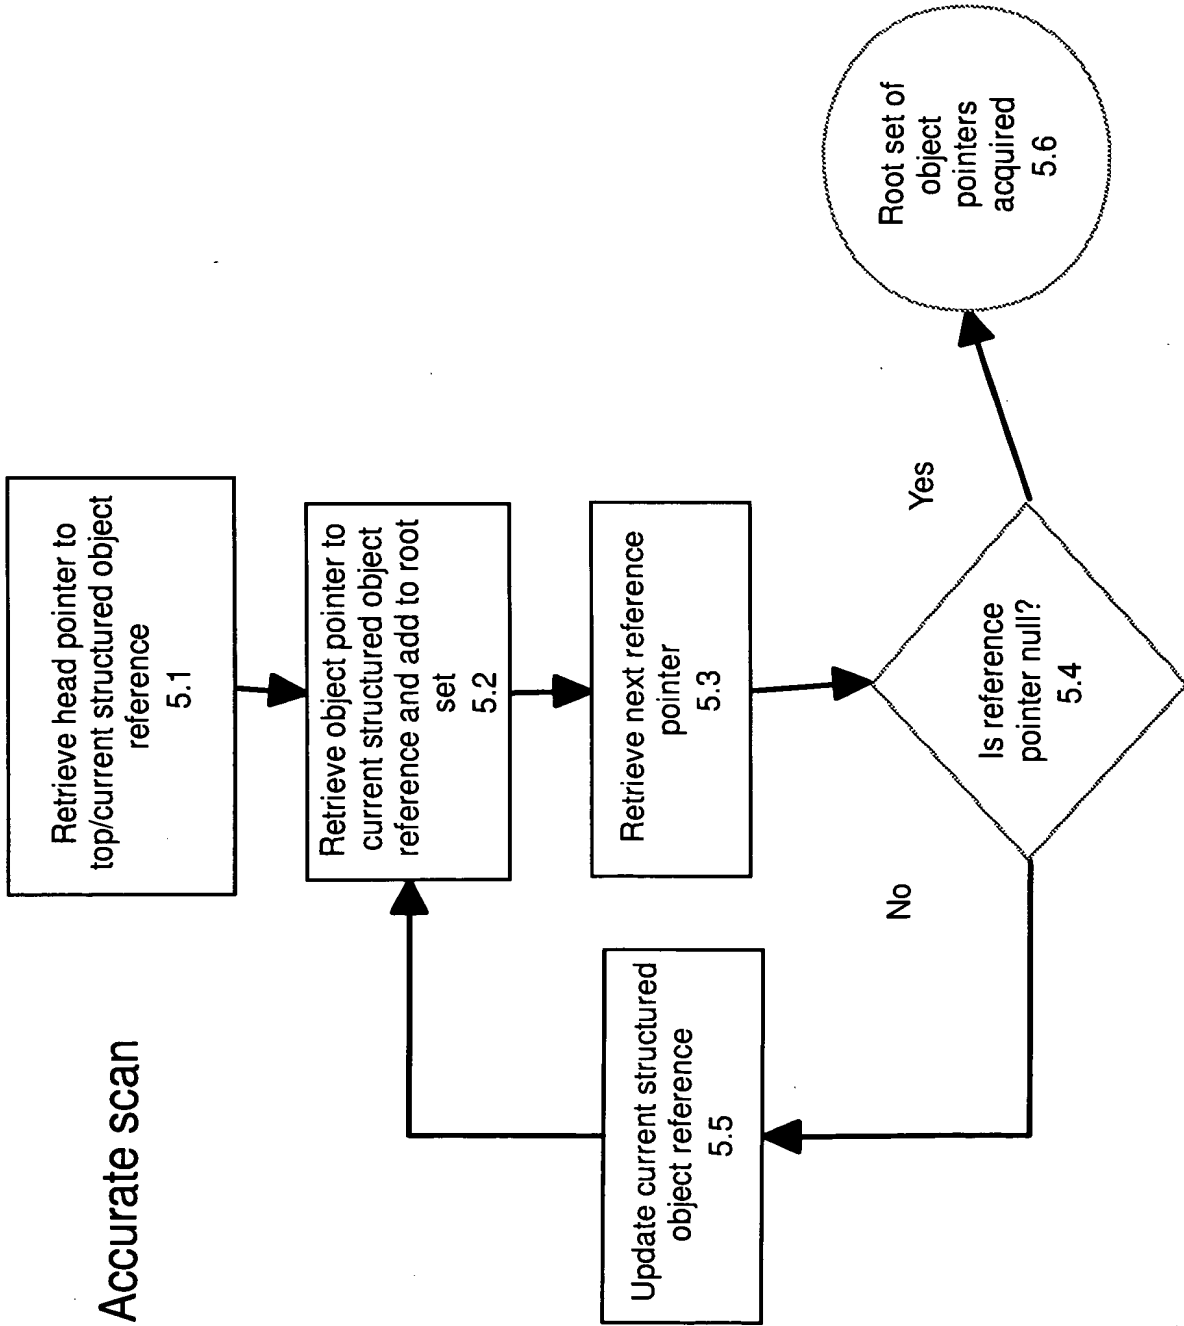 Accurate scan
Retrieve head pointer to
top/current structured object
reference
5.1
Retrieve object pointer to
current structured object
reference and add to root
set
5.2
Retrieve next reference
pointer
5.3
Is reference
pointer null?
5.4
Yes
No
Update current structured
object reference
5.5
Root set of
object
pointers
acquired
5.6